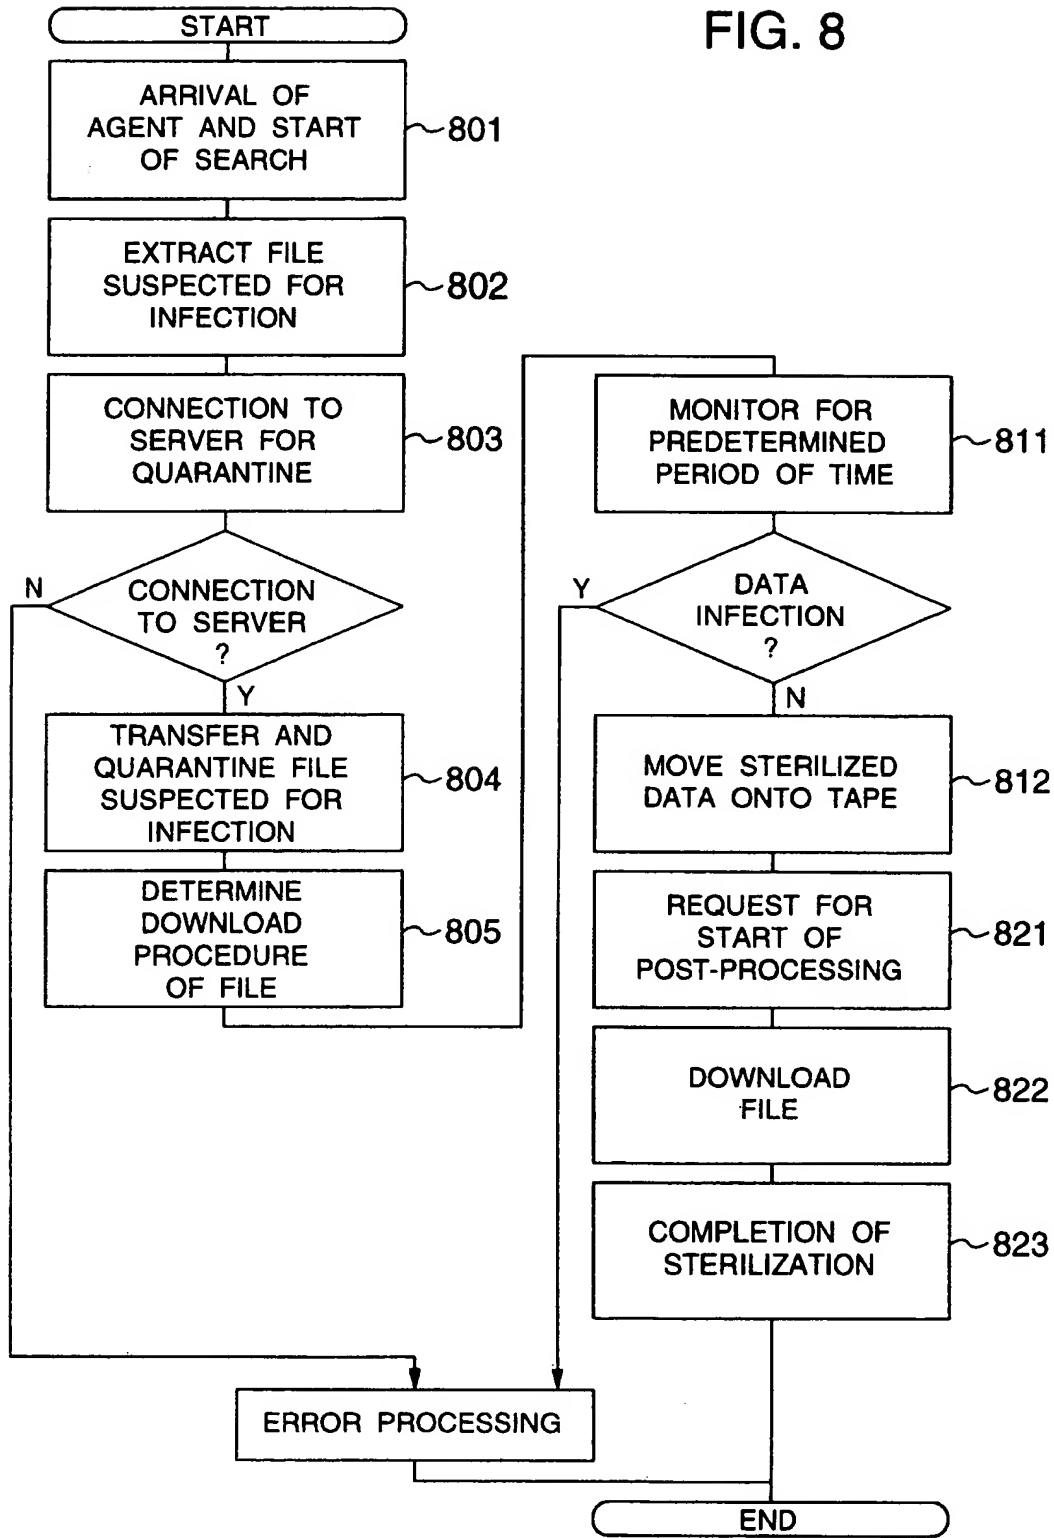 FIG. 8
START
ARRIVAL OF
AGENT AND START
OF SEARCH
801
EXTRACT FILE
SUSPECTED FOR
INFECTION
802
CONNECTION TO
SERVER FOR
QUARANTINE
803
CONNECTION
TO SERVER
?
N
Y
TRANSFER AND
QUARANTINE FILE
SUSPECTED FOR
INFECTION
804
DETERMINE
DOWNLOAD
PROCEDURE
OF FILE
805
MONITOR FOR
PREDETERMINED
PERIOD OF TIME
811
DATA
INFECTION
?
Y
N
MOVE STERILIZED
DATA ONTO TAPE
812
REQUEST FOR
START OF
POST-PROCESSING
821
DOWNLOAD
FILE
822
COMPLETION OF
STERILIZATION
823
ERROR PROCESSING
END